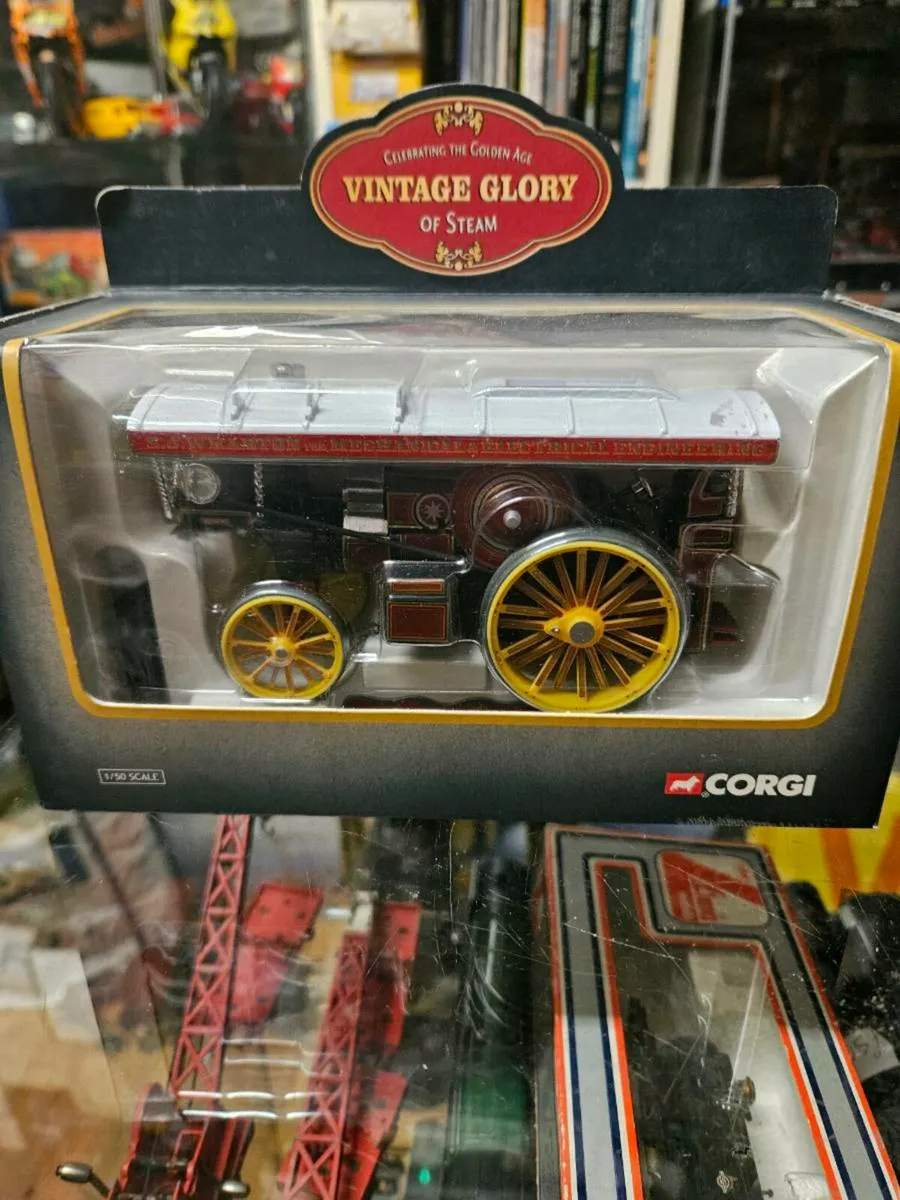 CELEBRATING THE GOLDEN AGE
VINTAGE GLORY
OF STEAM
MECHANICAL & ELECTRICAL ENGINEERING
1/50 SCALE
CORGI